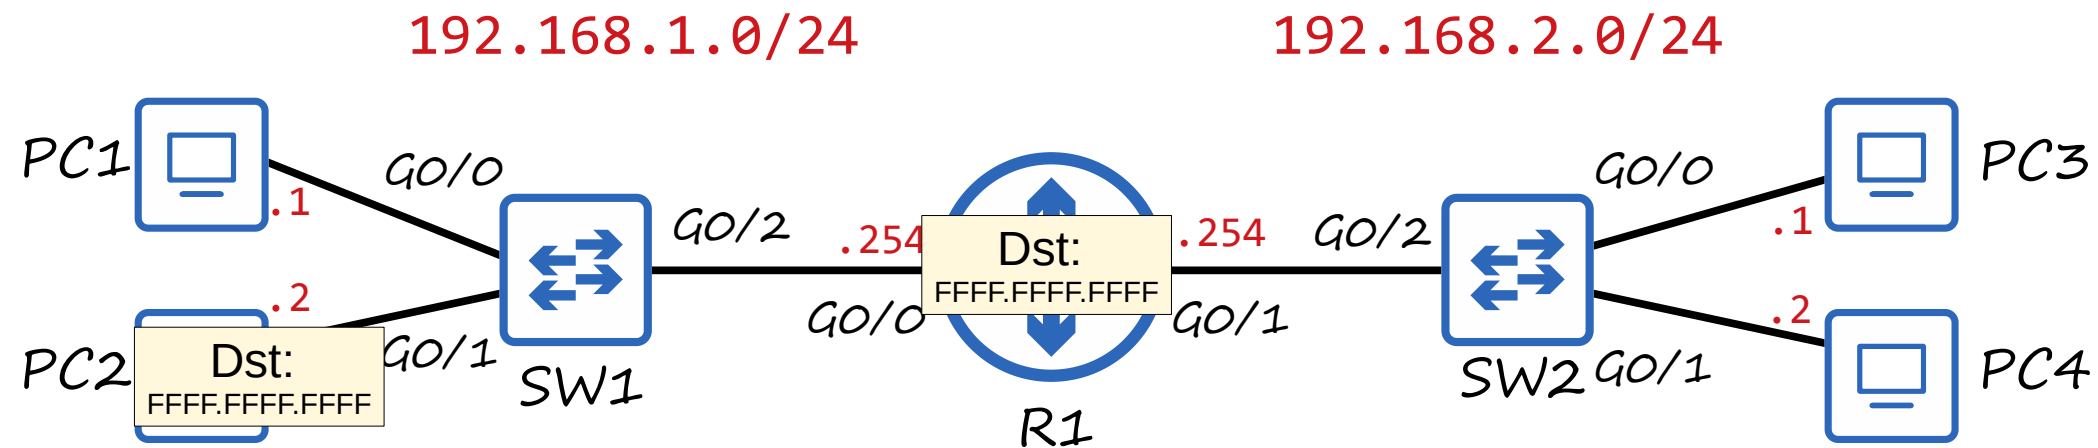 192.168.1.0/24
192.168.2.0/24
PC1
G0/0
.1
G0/2
.254
Dst:
FFFF.FFFF.FFFF
.254
G0/2
G0/0
.1
PC3
.2
G0/0
G0/1
.2
PC2
Dst:
FFFF.FFFF.FFFF
G0/1
SW1
R1
SW2
G0/1
PC4